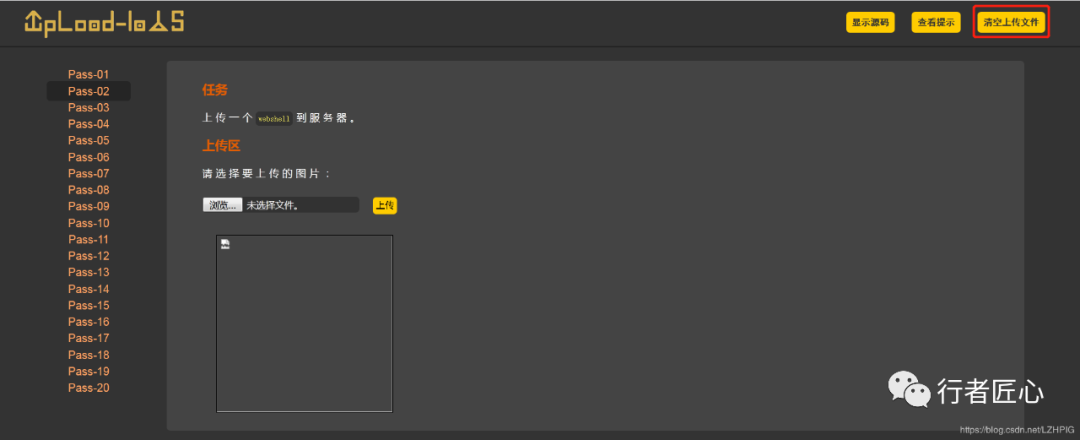 UpLoad-labs
显示源码
查看提示
清空上传文件
Pass-01
Pass-02
Pass-03
Pass-04
Pass-05
Pass-06
Pass-07
Pass-08
Pass-09
Pass-10
Pass-11
Pass-12
Pass-13
Pass-14
Pass-15
Pass-16
Pass-17
Pass-18
Pass-19
Pass-20
任务
上传一个 webshell 到服务器。
上传区
请选择要上传的图片：
浏览... 未选择文件。 上传
行者匠心
https://blog.csdn.net/LZHPIG